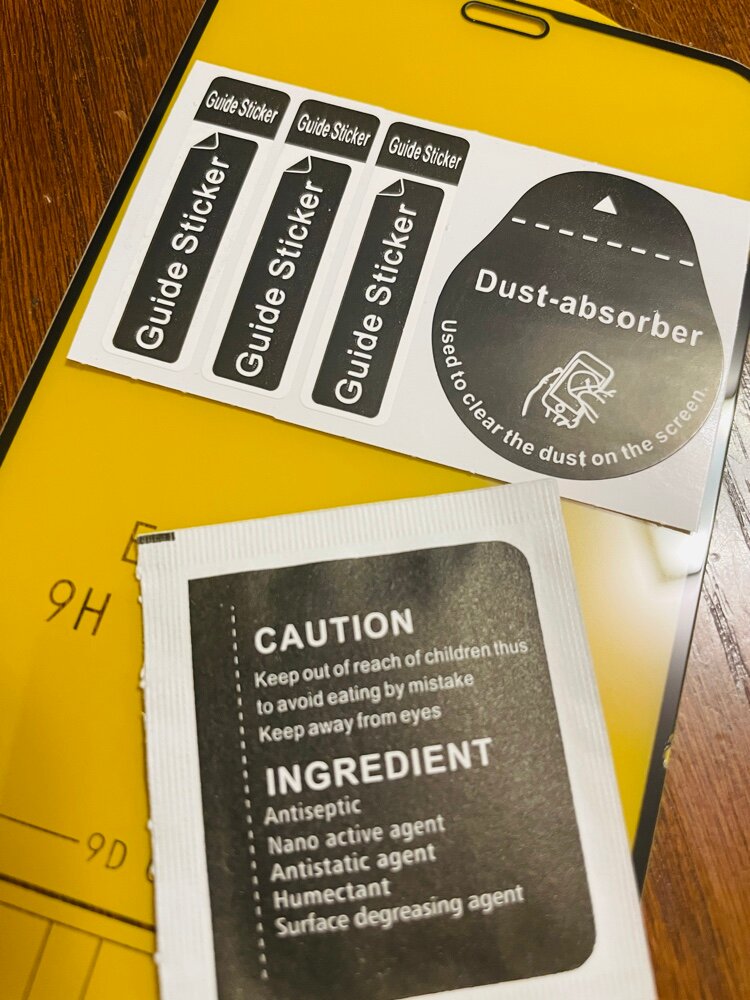 Guide Sticker
Guide Sticker
Guide Sticker
Guide Sticker
Guide Sticker
Guide Sticker
Dust-absorber
Used to clear the dust on the screen.
9H
CAUTION
Keep out of reach of children thus
to avoid eating by mistake
Keep away from eyes
INGREDIENT
Antiseptic
Nano active agent
Antistatic agent
Humectant
Surface degreasing agent
9D